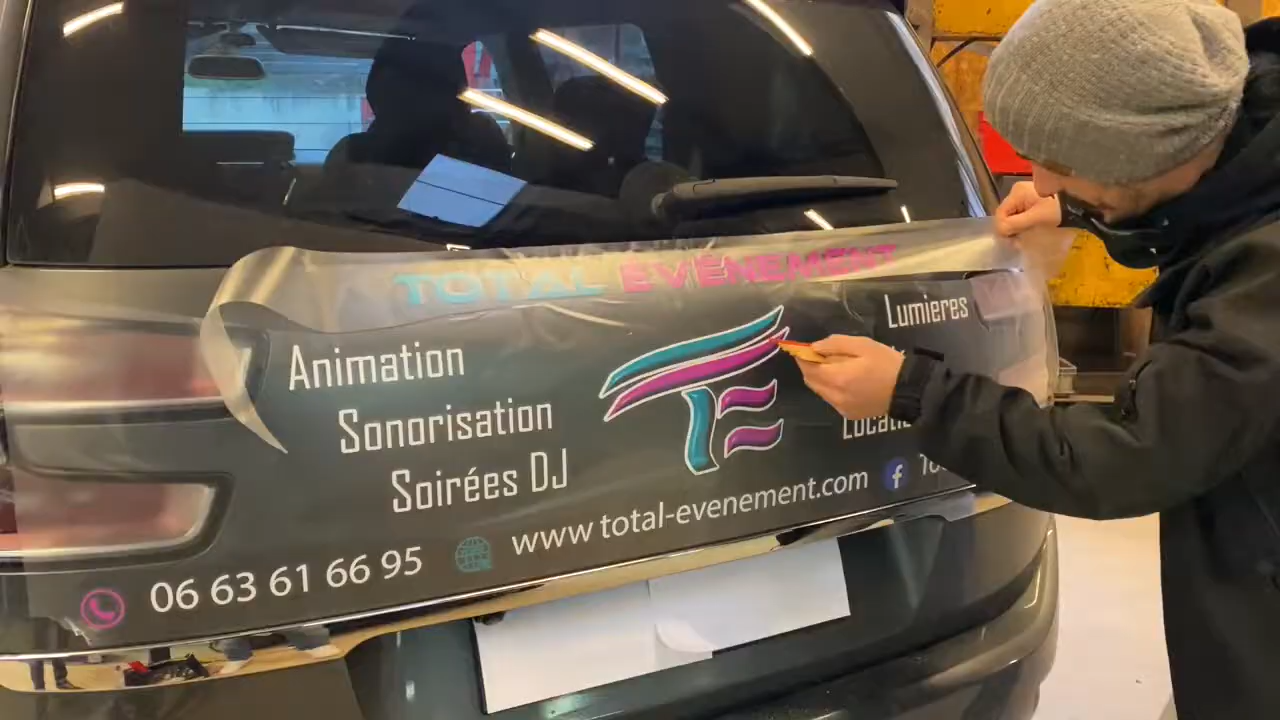 TOTAL ÉVÉNEMENT
Animation
Lumieres
Sonorisation
Soirées DJ
06 63 61 66 95
www total-evenement.com